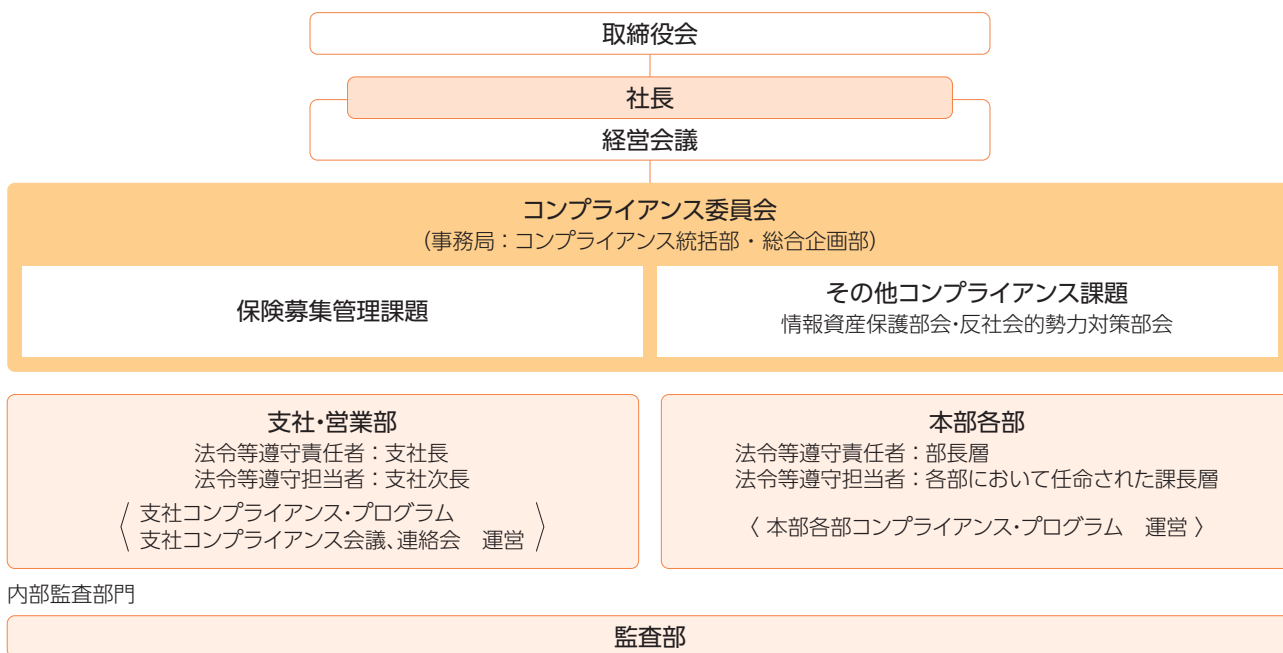 取締役会
社長
経営会議
コンプライアンス委員会
(事務局：コンプライアンス統括部・総合企画部)
保険募集管理課題
その他コンプライアンス課題
情報資産保護部会・反社会的勢力対策部会
支社・営業部
法令等遵守責任者：支社長
法令等遵守担当者：支社次長
支社コンプライアンス・プログラム
支社コンプライアンス会議、連絡会　運営
本部各部
法令等遵守責任者：部長層
法令等遵守担当者：各部において任命された課長層
〈 本部各部コンプライアンス・プログラム　運営 〉
内部監査部門
監査部